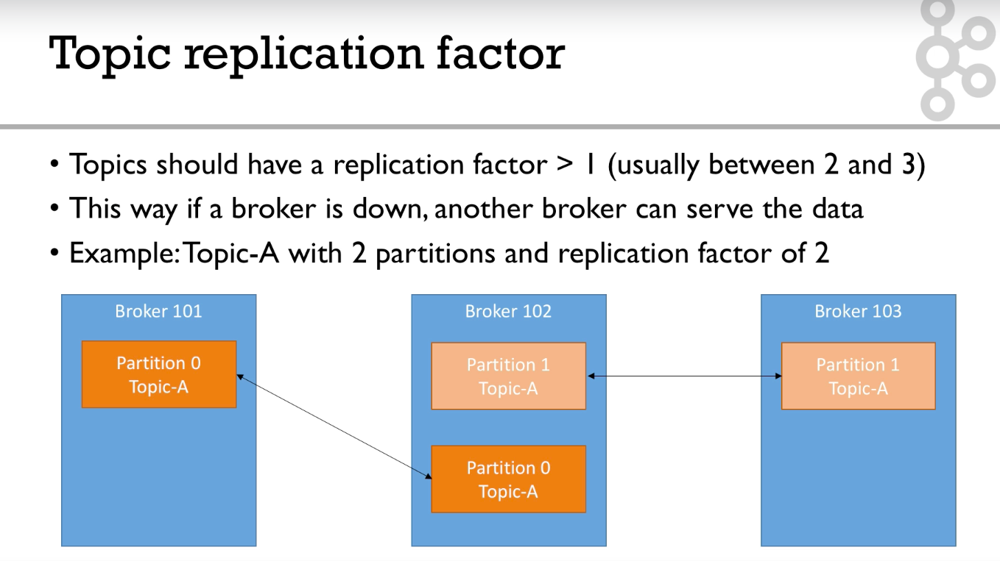 Topic replication factor
• Topics should have a replication factor > 1 (usually between 2 and 3)
• This way if a broker is down, another broker can serve the data
• Example: Topic-A with 2 partitions and replication factor of 2
Broker 101
Partition 0
Topic-A
Broker 102
Partition 1
Topic-A
Partition 0
Topic-A
Broker 103
Partition 1
Topic-A